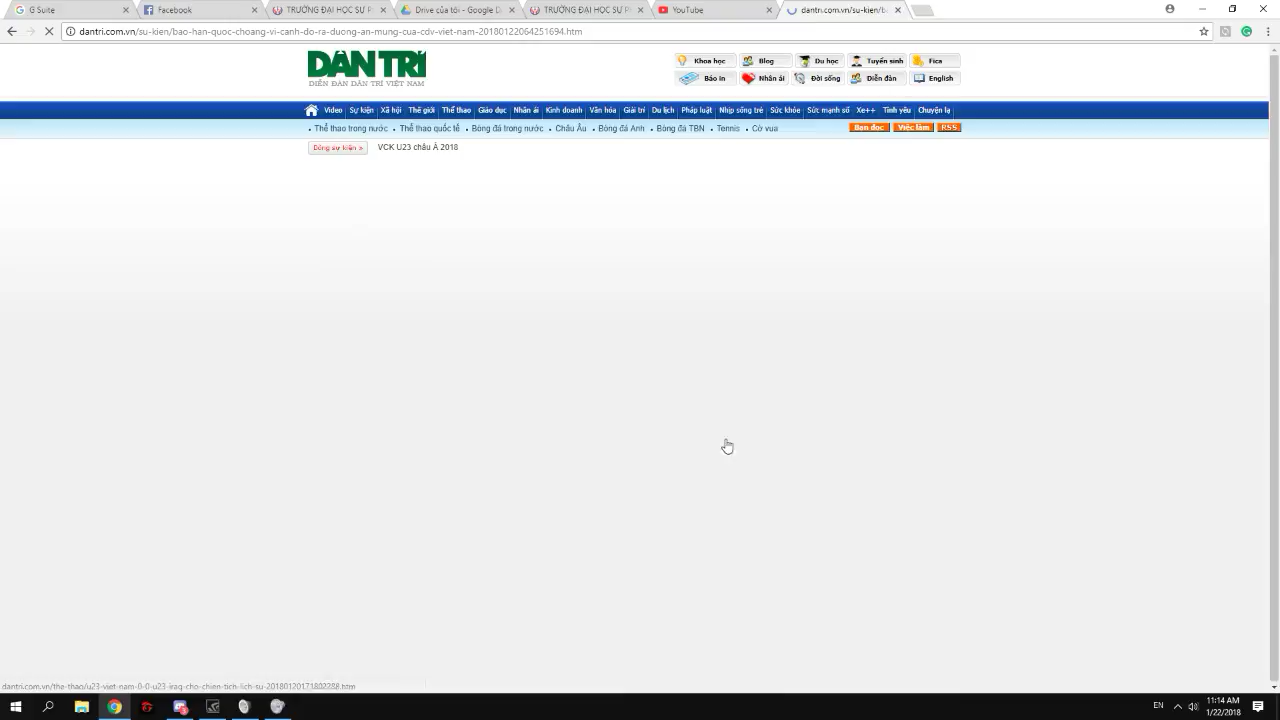 G Suite
Facebook
TRƯỜNG ĐẠI HỌC SƯ P
Drive của tôi - Google D
TRƯỜNG ĐẠI HỌC SƯ P
YouTube
dantri.com.vn/su-kien/b
dantri.com.vn/su-kien/bao-han-quoc-choang-vi-canh-do-ra-duong-an-mung-cua-cdv-viet-nam-20180122064251694.htm
DÂN TRÍ
DIỄN ĐÀN DÂN TRÍ VIỆT NAM
Khoa học Blog Du học Tuyển sinh Fica
Báo in Nhân ái Đời sống Diễn đàn English
Video Sự kiện Xã hội Thế giới Thể thao Giáo dục Nhân ái Kinh doanh Văn hóa Giải trí Du lịch Pháp luật Nhịp sống trẻ Sức khỏe Sức mạnh số Xe++ Tình yêu Chuyện lạ
Thể thao trong nước Thể thao quốc tế Bóng đá trong nước Châu Âu Bóng đá Anh Bóng đá TBN Tennis Cờ vua Bạn đọc Việc làm RSS
Dòng sự kiện » VCK U23 châu Á 2018
dantri.com.vn/the-thao/u23-viet-nam-0-0-u23-iraq-cho-chien-tich-lich-su-20180120171802288.htm
EN
11:14 AM
1/22/2018